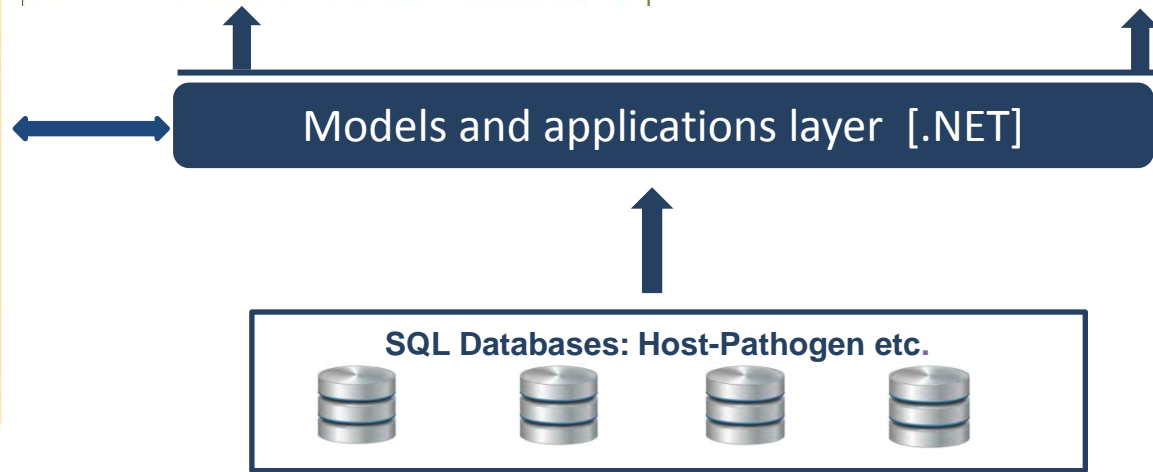 Models and applications layer [.NET]
SQL Databases: Host-Pathogen etc.